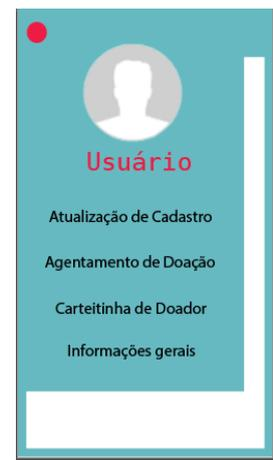 Usuário
Atualização de Cadastro
Agentamento de Doação
Carteitinha de Doador
Informações gerais